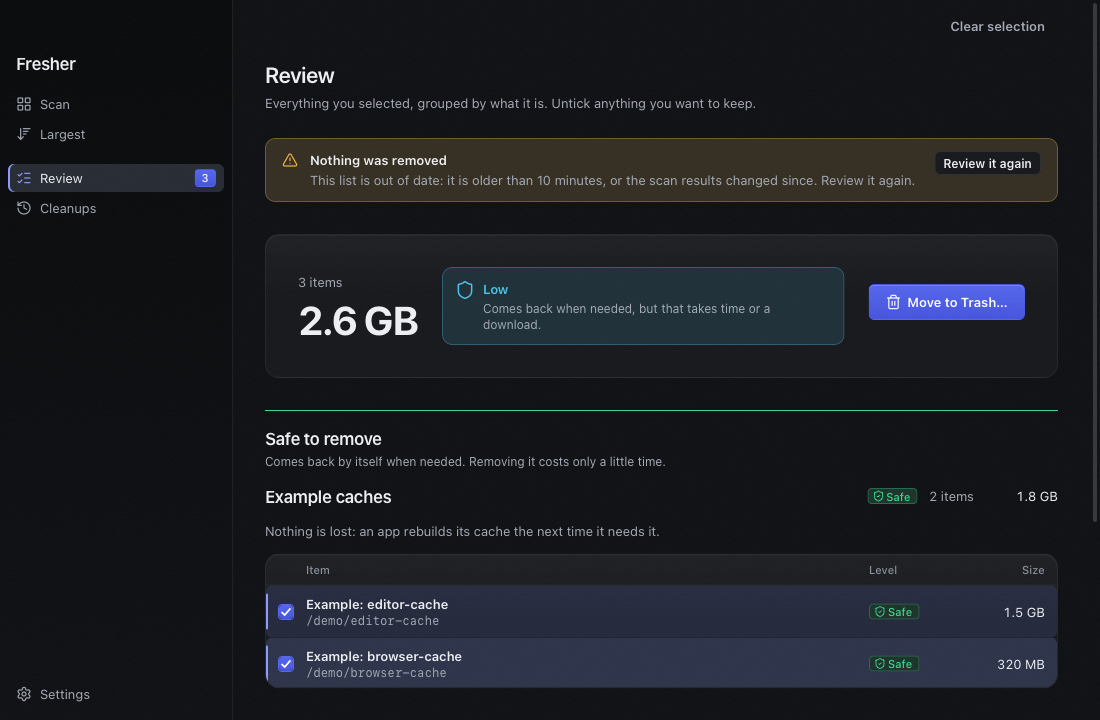 Clear selection
Fresher
Scan
Largest
Review 3
Cleanups
Settings
Review
Everything you selected, grouped by what it is. Untick anything you want to keep.
Nothing was removed
This list is out of date: it is older than 10 minutes, or the scan results changed since. Review it again.
Review it again
3 items
2.6 GB
Low
Comes back when needed, but that takes time or a
download.
Move to Trash...
Safe to remove
Comes back by itself when needed. Removing it costs only a little time.
Example caches Safe 2 items 1.8 GB
Nothing is lost: an app rebuilds its cache the next time it needs it.
Item Level Size
Example: editor-cache
/demo/editor-cache
Safe 1.5 GB
Example: browser-cache
/demo/browser-cache
Safe 320 MB